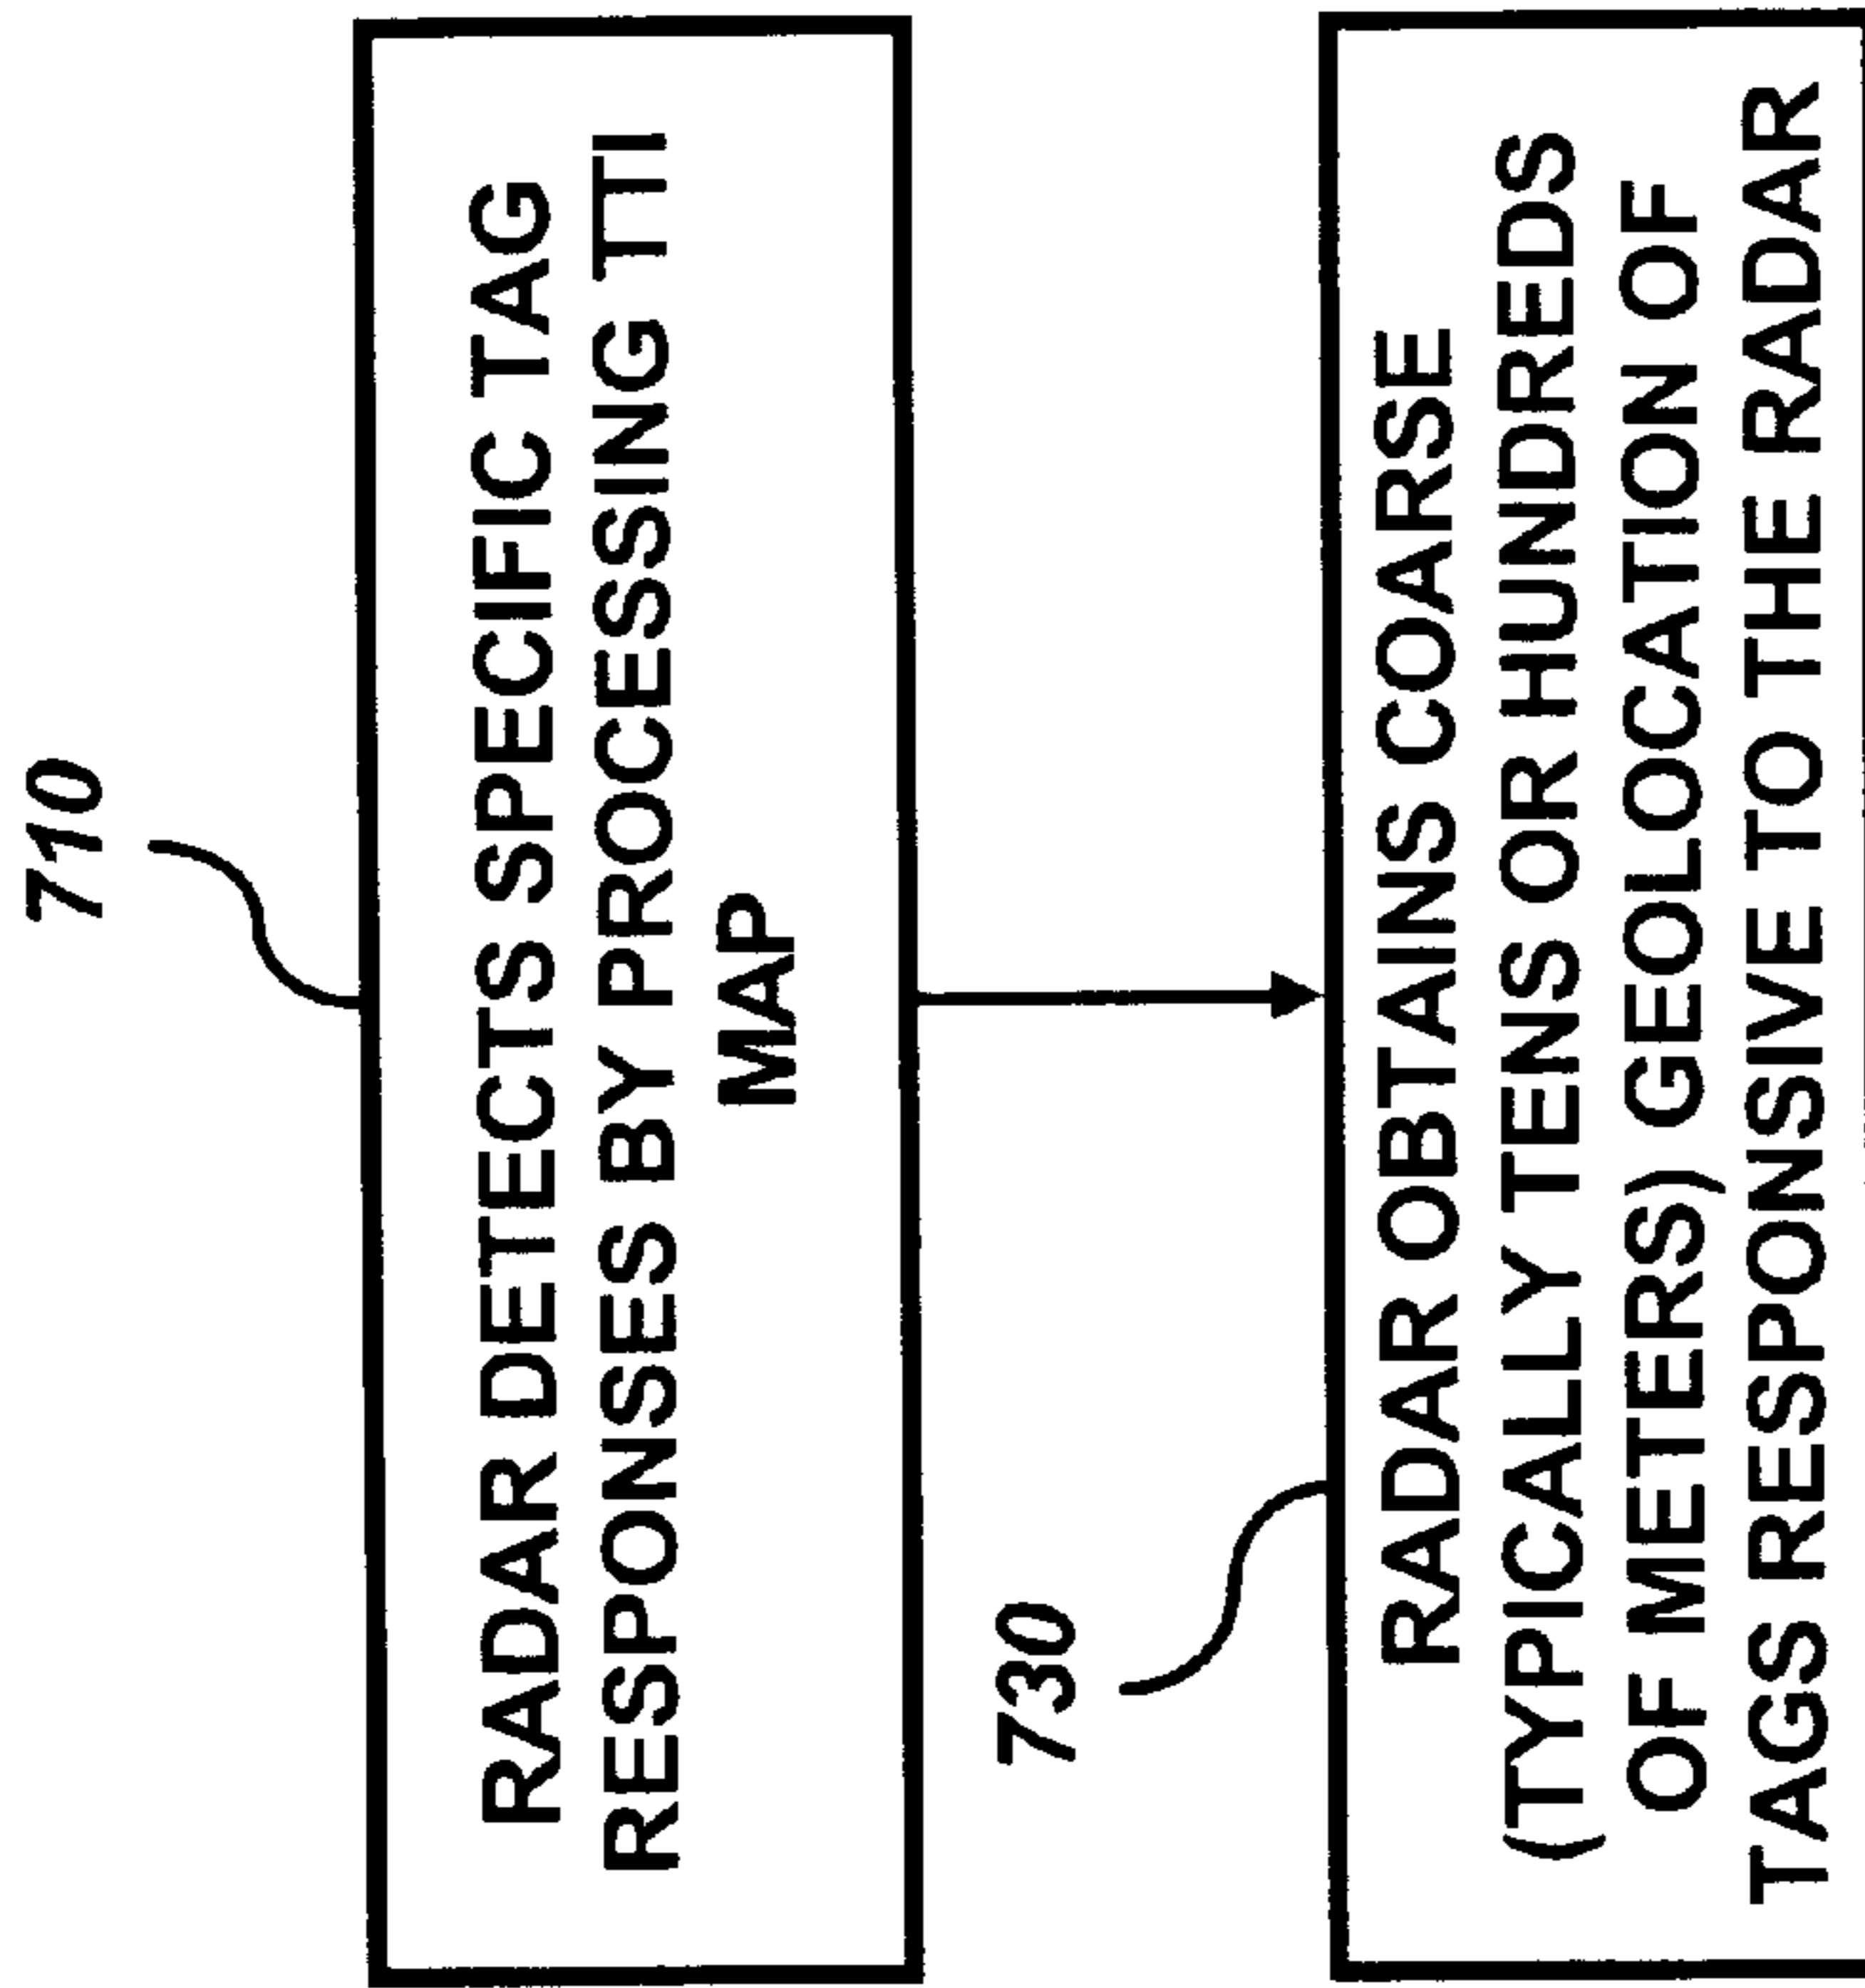 710
RADAR DETECTS SPECIFIC TAG
RESPONSES BY PROCESSING TTI
MAP
730
RADAR OBTAINS COARSE
(TYPICALLY TENS OR HUNDREDS
OF METERS) GEOLOCATION OF
TAGS RESPONSIVE TO THE RADAR